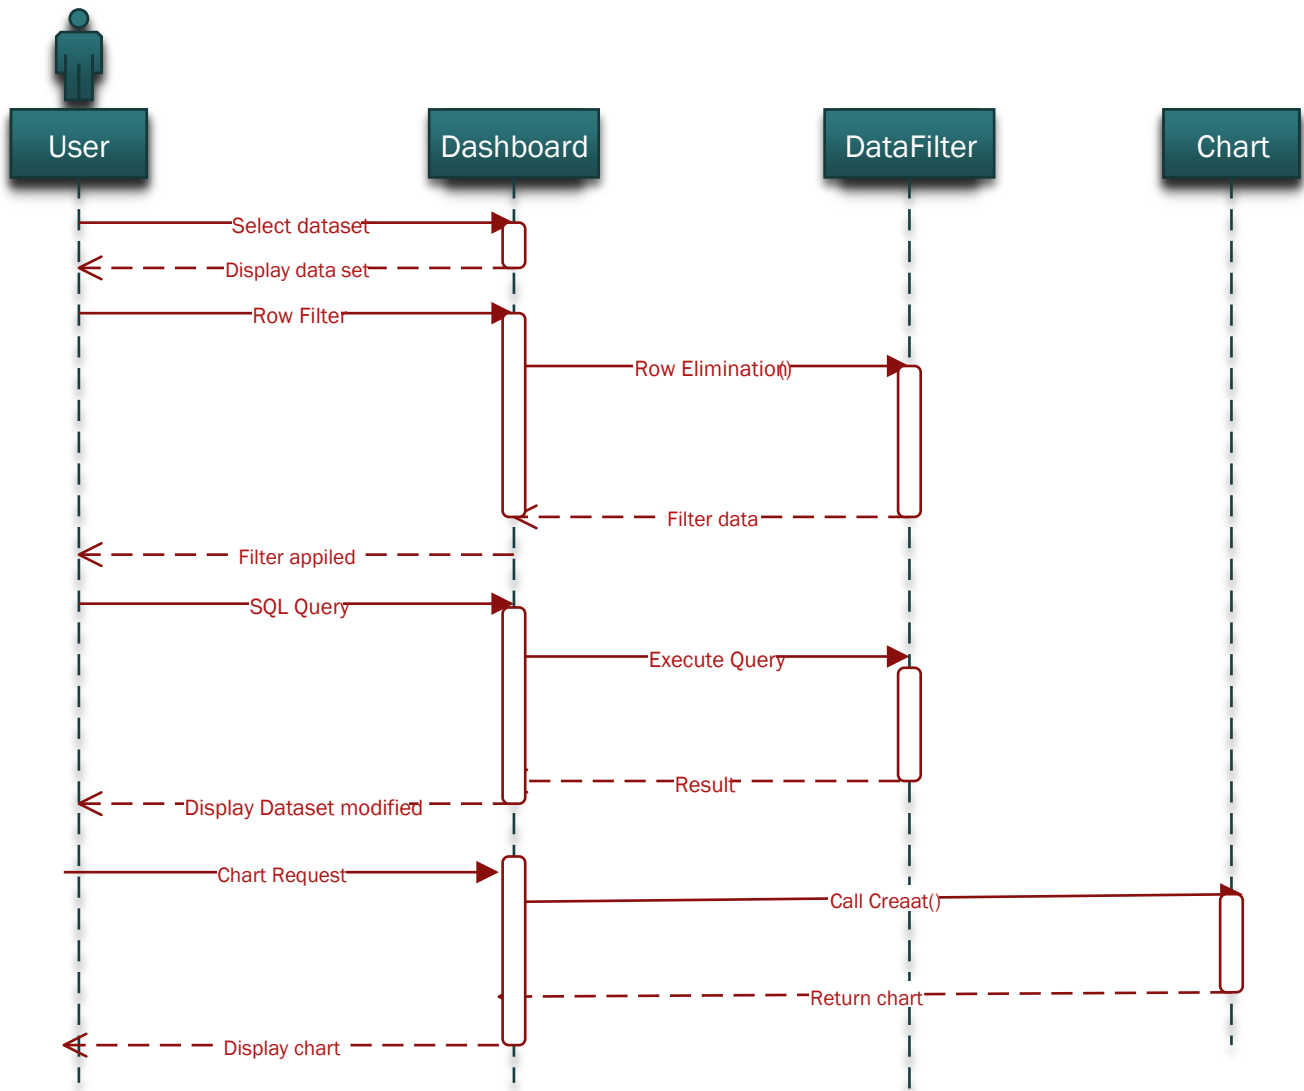 User
Dashboard
DataFilter
Chart
Select dataset
Display data set
Row Filter
Row Elimination()
Filter data
Filter appiled
SQL Query
Execute Query
Result
Display Dataset modified
Chart Request
Call Creaat()
Return chart
Display chart